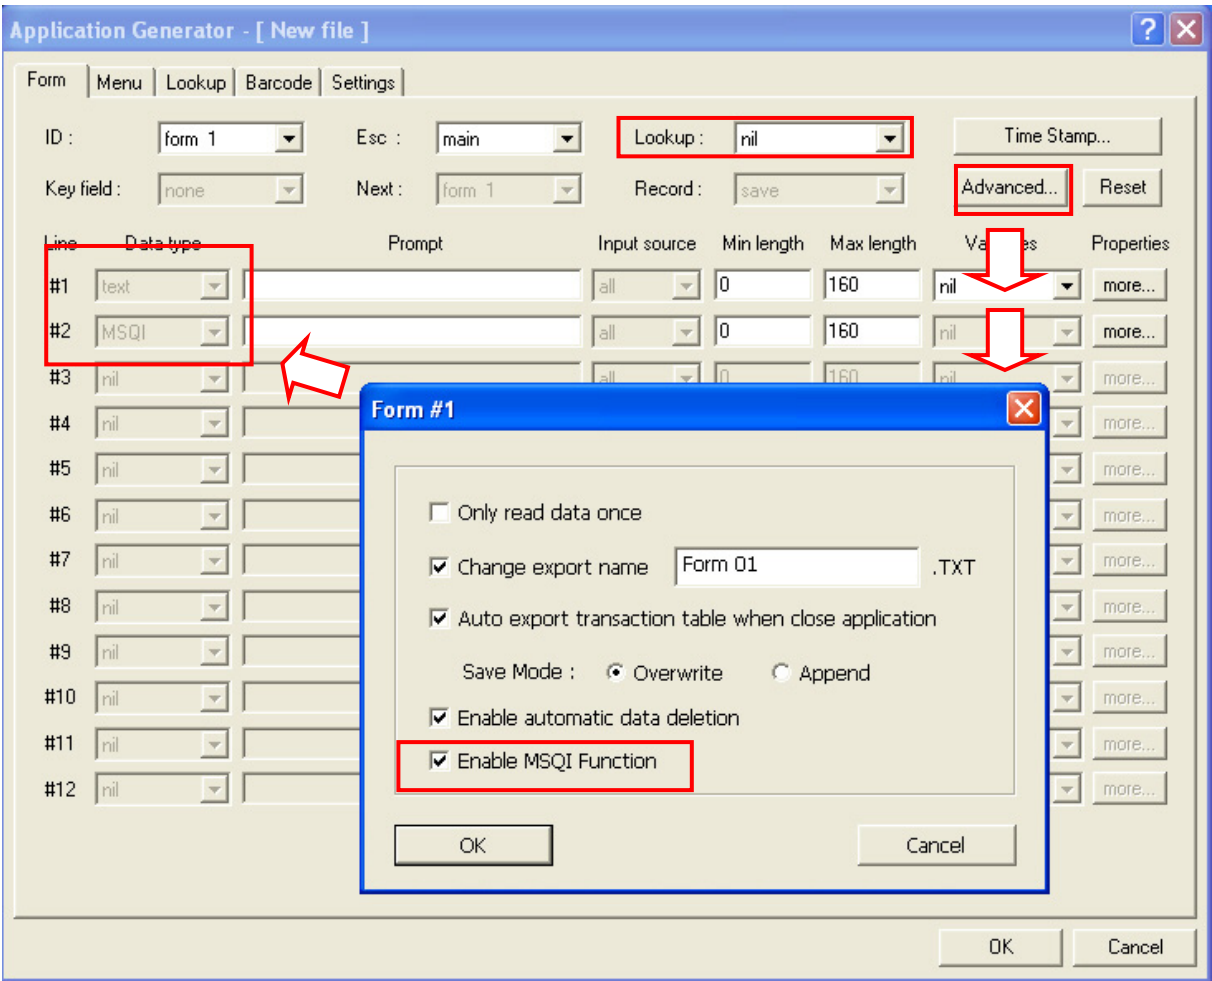 Application Generator - [ New file ]
?
Form Menu Lookup Barcode Settings
ID : form 1 Esc : main Lookup : nil Time Stamp...
Key field : none Next : form 1 Record : save Advanced... Reset
Line Data type Prompt Input source Min length Max length Properties
#1 text all 0 160 nil more...
#2 MSQI all 0 160 nil more...
#3 nil all 0 160 nil more...
#4 nil more...
#5 nil more...
#6 nil more...
#7 nil more...
#8 nil more...
#9 nil more...
#10 nil more...
#11 nil more...
#12 nil more...
Form #1
Only read data once
Change export name Form 01 .TXT
Auto export transaction table when close application
Save Mode : Overwrite Append
Enable automatic data deletion
Enable MSQI Function
OK Cancel
OK Cancel